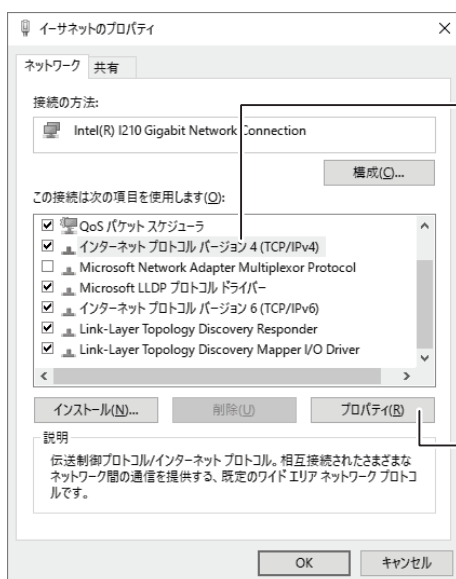 イーサネットのプロパティ
ネットワーク 共有
接続の方法:
Intel(R) I210 Gigabit Network Connection
構成(C)...
この接続は次の項目を使用します(O):
QoS パケット スケジューラ
インターネット プロトコル バージョン 4 (TCP/IPv4)
Microsoft Network Adapter Multiplexor Protocol
Microsoft LLDP プロトコル ドライバー
インターネット プロトコル バージョン 6 (TCP/IPv6)
Link-Layer Topology Discovery Responder
Link-Layer Topology Discovery Mapper I/O Driver
インストール(N)... 削除(U) プロパティ(R)
説明
伝送制御プロトコル/インターネット プロトコル。相互接続されたさまざまな
ネットワーク間の通信を提供する、既定のワイド エリア ネットワーク プロトコ
ルです。
OK キャンセル